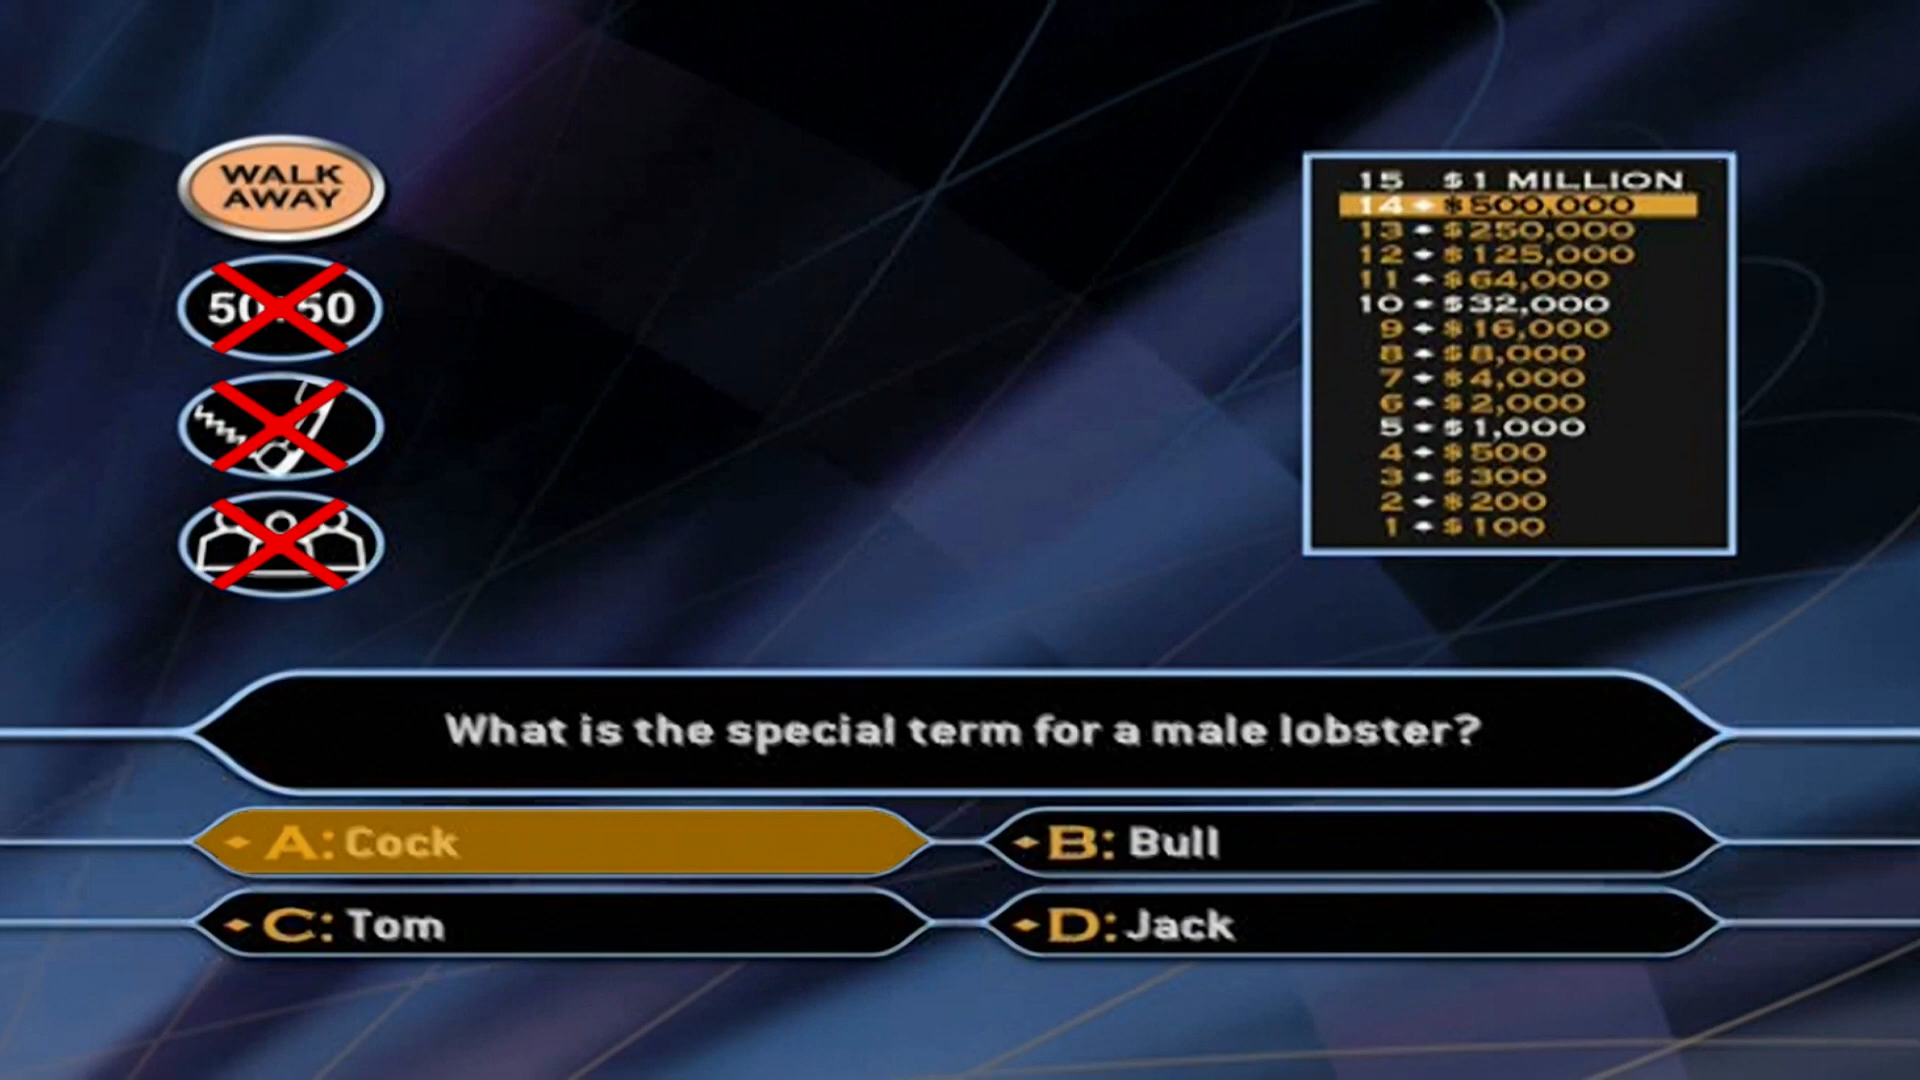 WALK
AWAY
50:50
15 $1 MILLION
14 $500,000
13 $250,000
12 $125,000
11 $64,000
10 $32,000
9 $16,000
8 $8,000
7 $4,000
6 $2,000
5 $1,000
4 $500
3 $300
2 $200
1 $100
What is the special term for a male lobster?
A: Cock
B: Bull
C: Tom
D: Jack